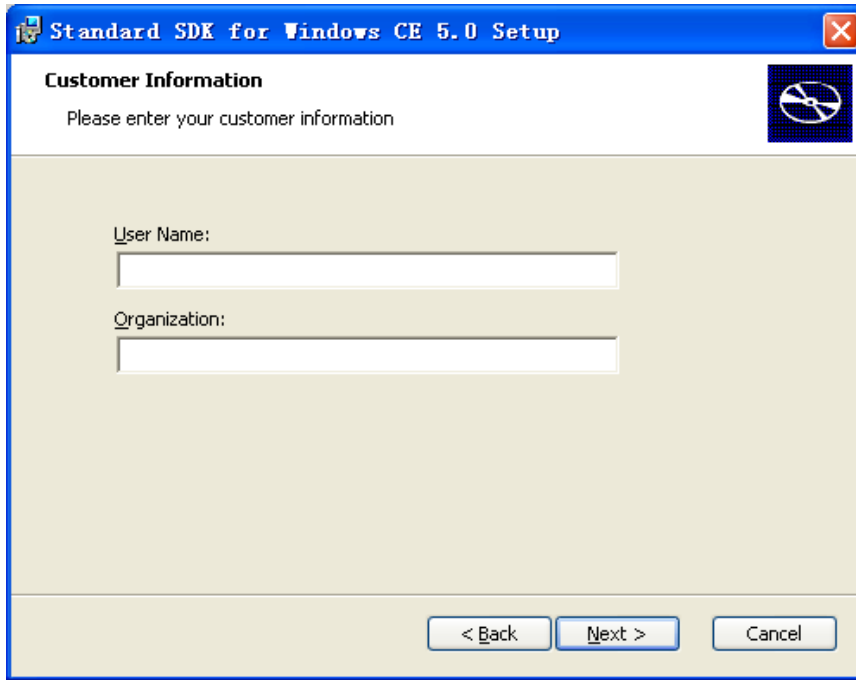 Standard SDK for Windows CE 5.0 Setup
Customer Information
Please enter your customer information
User Name:
Organization:
< Back
Next >
Cancel